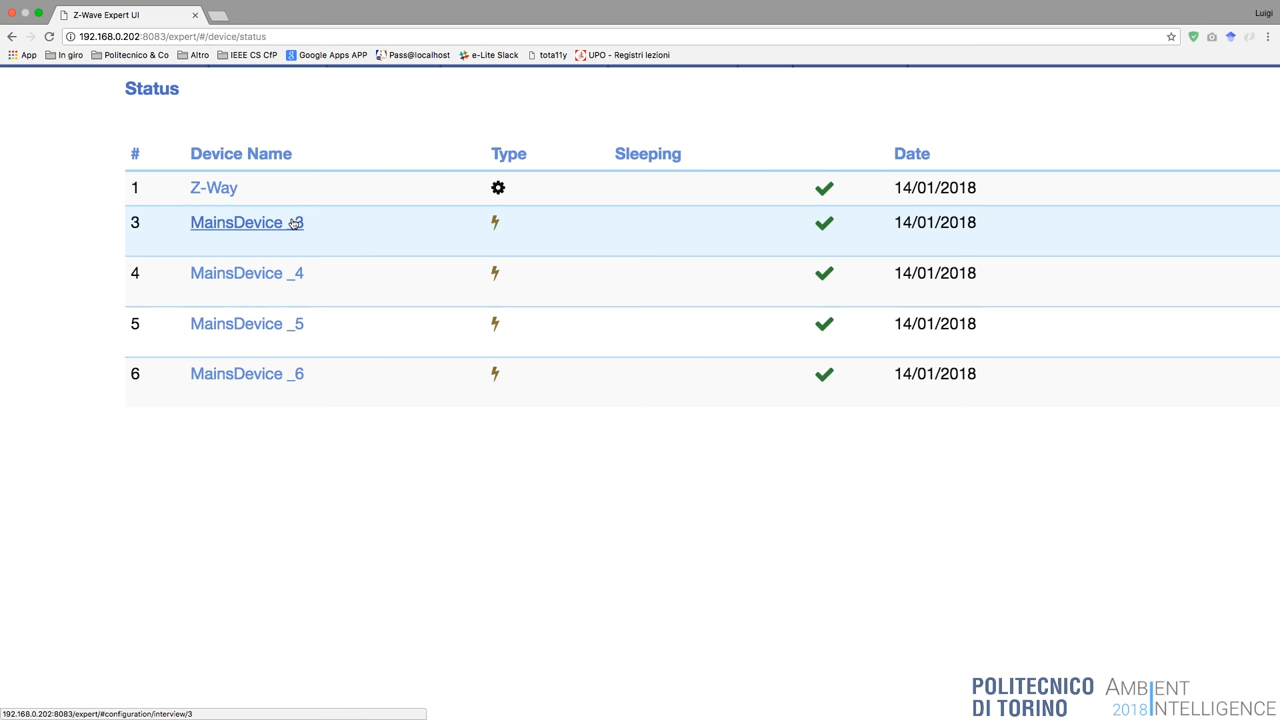 Z-Wave Expert UI
Luigi
192.168.0.202:8083/expert/#/device/status
App In giro Politecnico & Co Altro IEEE CS CfP Google Apps APP Pass@localhost e-Lite Slack tota11y UPO - Registri lezioni
Status
# Device Name Type Sleeping Date
1 Z-Way 14/01/2018
3 MainsDevice _3 14/01/2018
4 MainsDevice _4 14/01/2018
5 MainsDevice _5 14/01/2018
6 MainsDevice _6 14/01/2018
POLITECNICO
DI TORINO
AMBIENT
2018 INTELLIGENCE
192.168.0.202:8083/expert/#configuration/interview/3